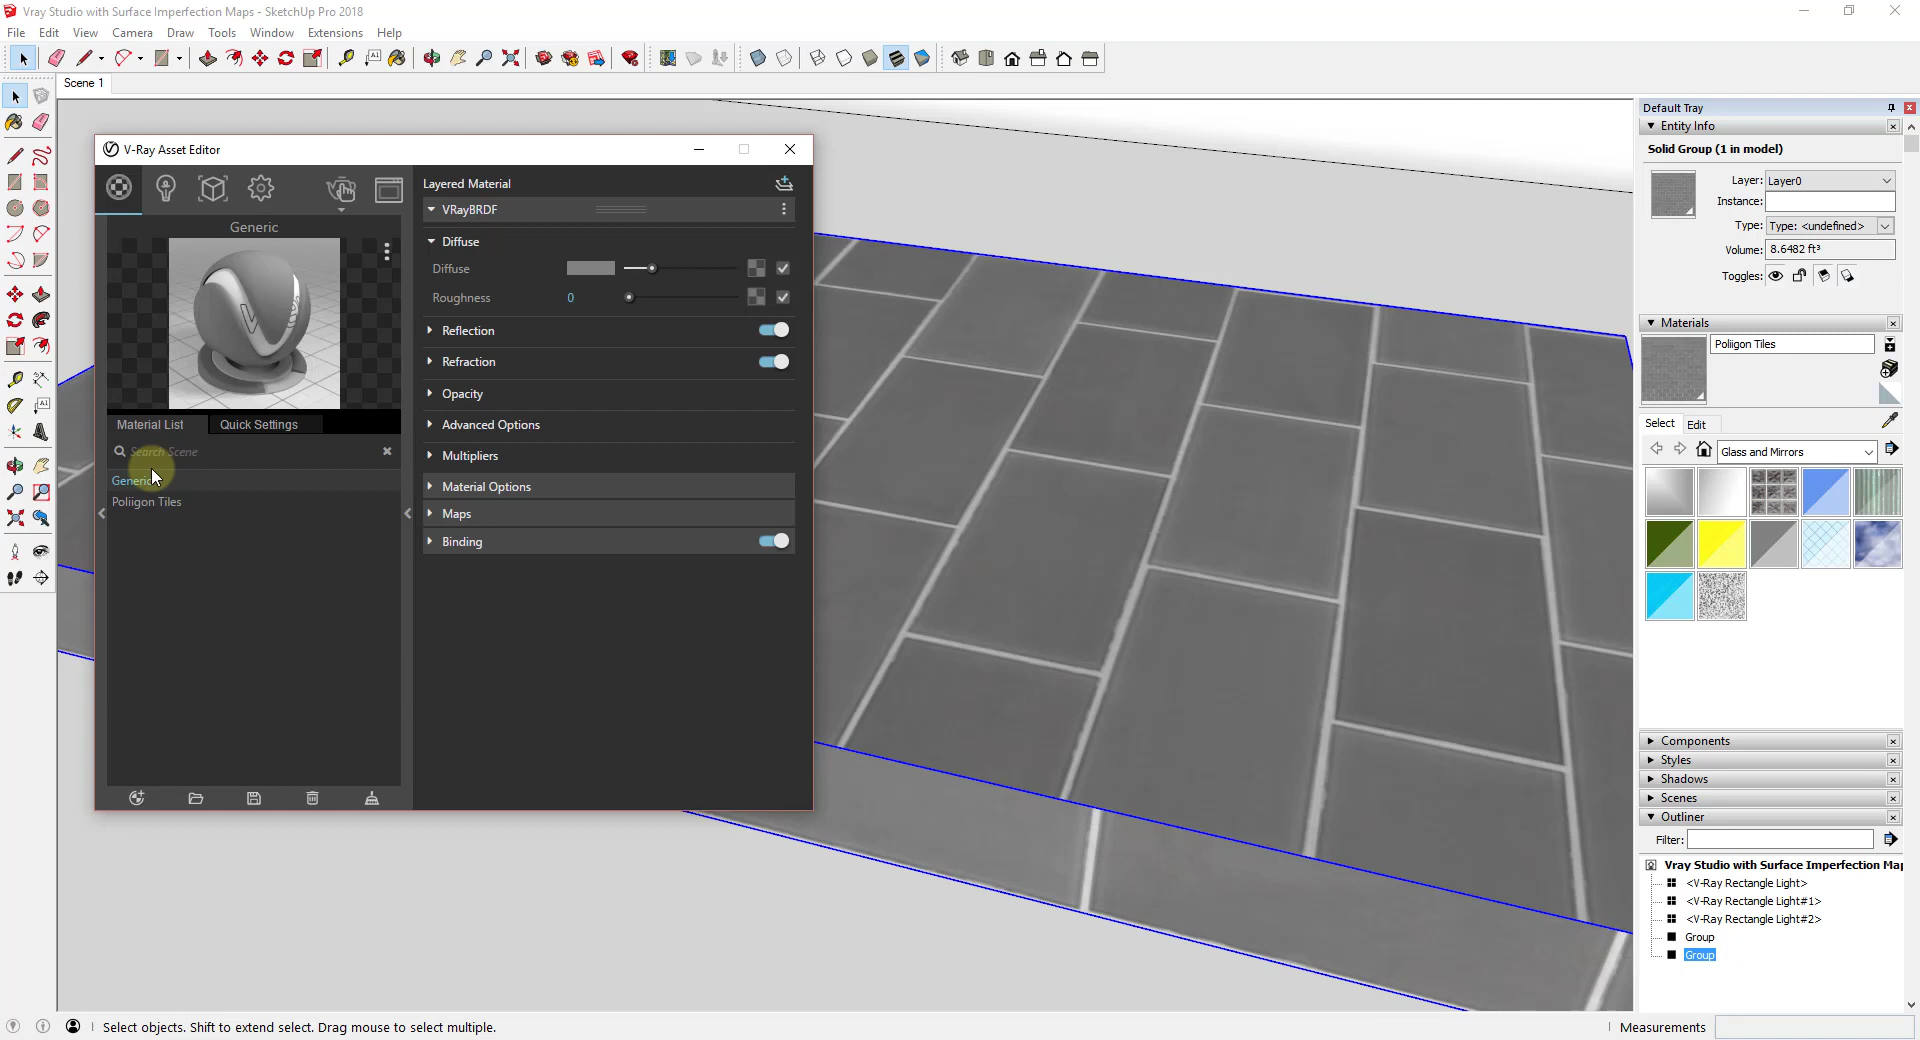 Vray Studio with Surface Imperfection Maps - SketchUp Pro 2018
File Edit View Camera Draw Tools Window Extensions Help
Scene 1
V-Ray Asset Editor
Generic
Material List Quick Settings
Search Scene
Generic
Poliigon Tiles
Layered Material
VRayBRDF
Diffuse
Diffuse
Roughness 0
Reflection
Refraction
Opacity
Advanced Options
Multipliers
Material Options
Maps
Binding
Default Tray
Entity Info
Solid Group (1 in model)
Layer: Layer0
Instance:
Type: Type: <undefined>
Volume: 8.6482 ft³
Toggles:
Materials
Poliigon Tiles
Select Edit
Glass and Mirrors
Components
Styles
Shadows
Scenes
Outliner
Filter:
Vray Studio with Surface Imperfection Map
<V-Ray Rectangle Light>
<V-Ray Rectangle Light#1>
<V-Ray Rectangle Light#2>
Group
Group
Select objects. Shift to extend select. Drag mouse to select multiple.
Measurements